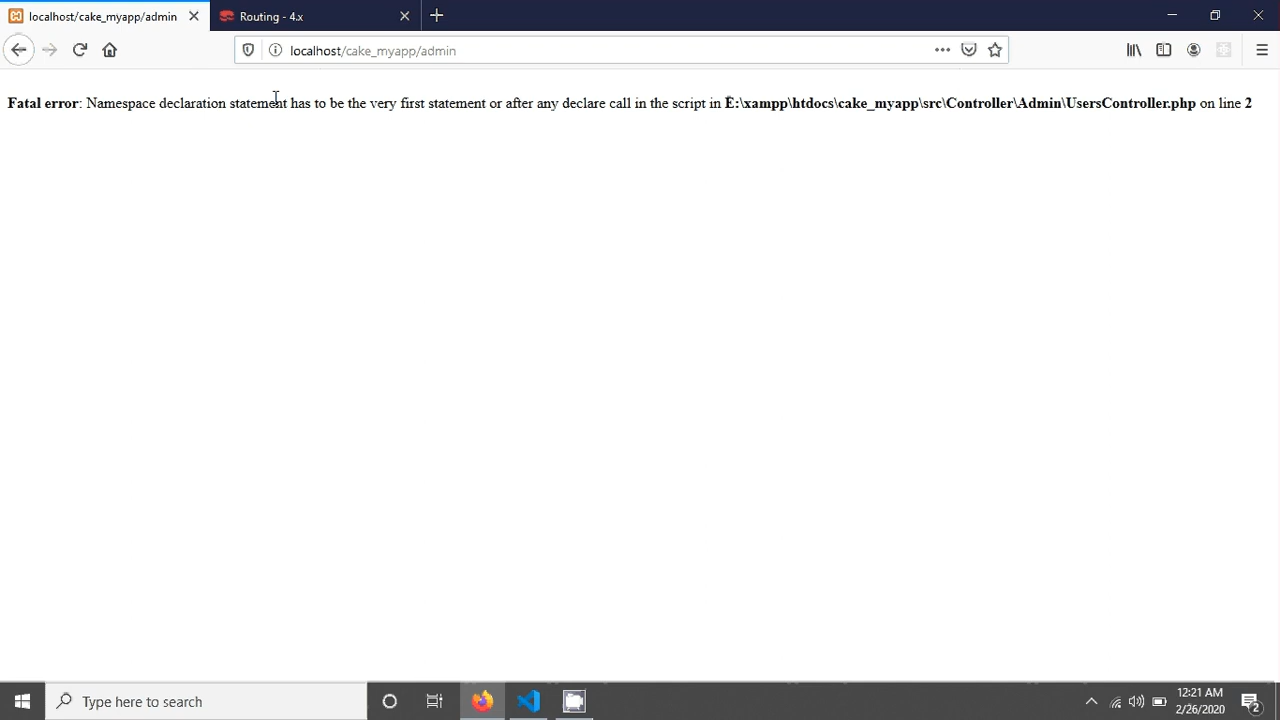 localhost/cake_myapp/admin
Routing - 4.x
localhost/cake_myapp/admin
Fatal error: Namespace declaration statement has to be the very first statement or after any declare call in the script in E:\xampp\htdocs\cake_myapp\src\Controller\Admin\UsersController.php on line 2
Type here to search
12:21 AM
2/26/2020
2